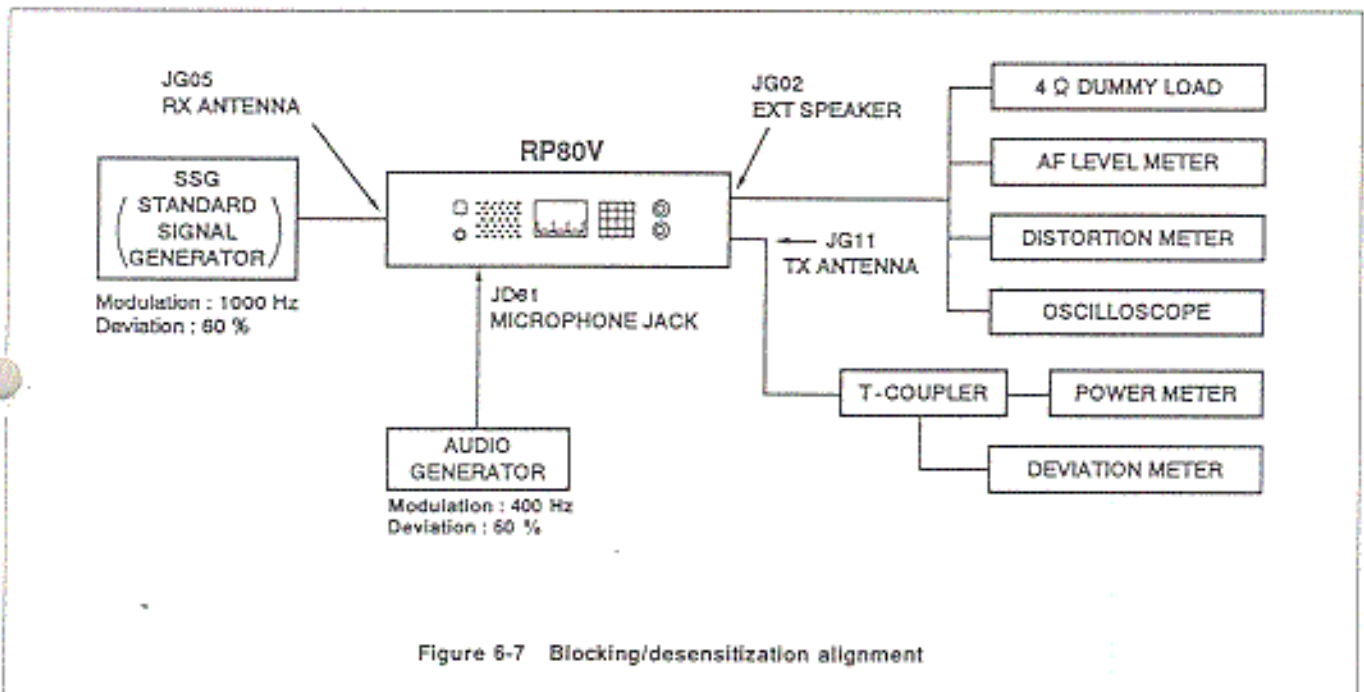 JG05
RX ANTENNA
JG02
EXT SPEAKER
RP80V
SSG
STANDARD
SIGNAL
GENERATOR
Modulation : 1000 Hz
Deviation : 60 %
JD61
MICROPHONE JACK
JG11
TX ANTENNA
4 Ω DUMMY LOAD
AF LEVEL METER
DISTORTION METER
OSCILLOSCOPE
T-COUPLER
POWER METER
DEVIATION METER
AUDIO
GENERATOR
Modulation : 400 Hz
Deviation : 60 %
Figure 6-7 Blocking/desensitization alignment